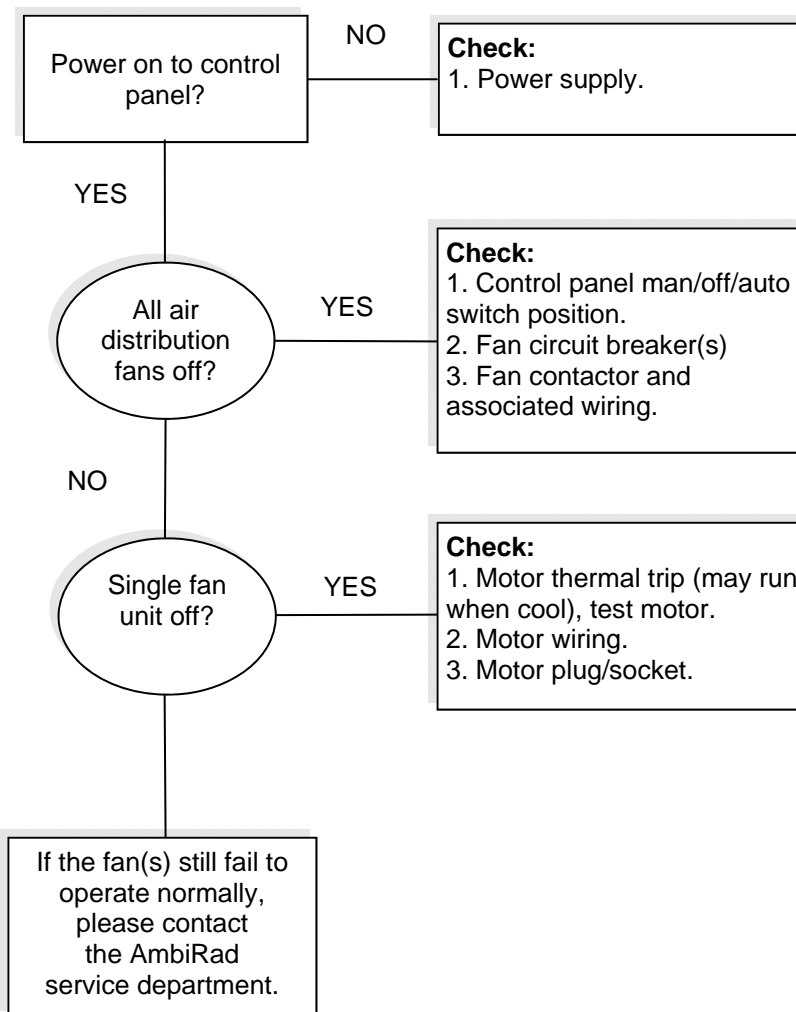 Power on to control
panel?
NO
Check:
1. Power supply.
YES
All air
distribution
fans off?
YES
Check:
1. Control panel man/off/auto
switch position.
2. Fan circuit breaker(s)
3. Fan contactor and
associated wiring.
NO
Single fan
unit off?
YES
Check:
1. Motor thermal trip (may run
when cool), test motor.
2. Motor wiring.
3. Motor plug/socket.
If the fan(s) still fail to
operate normally,
please contact
the AmbiRad
service department.